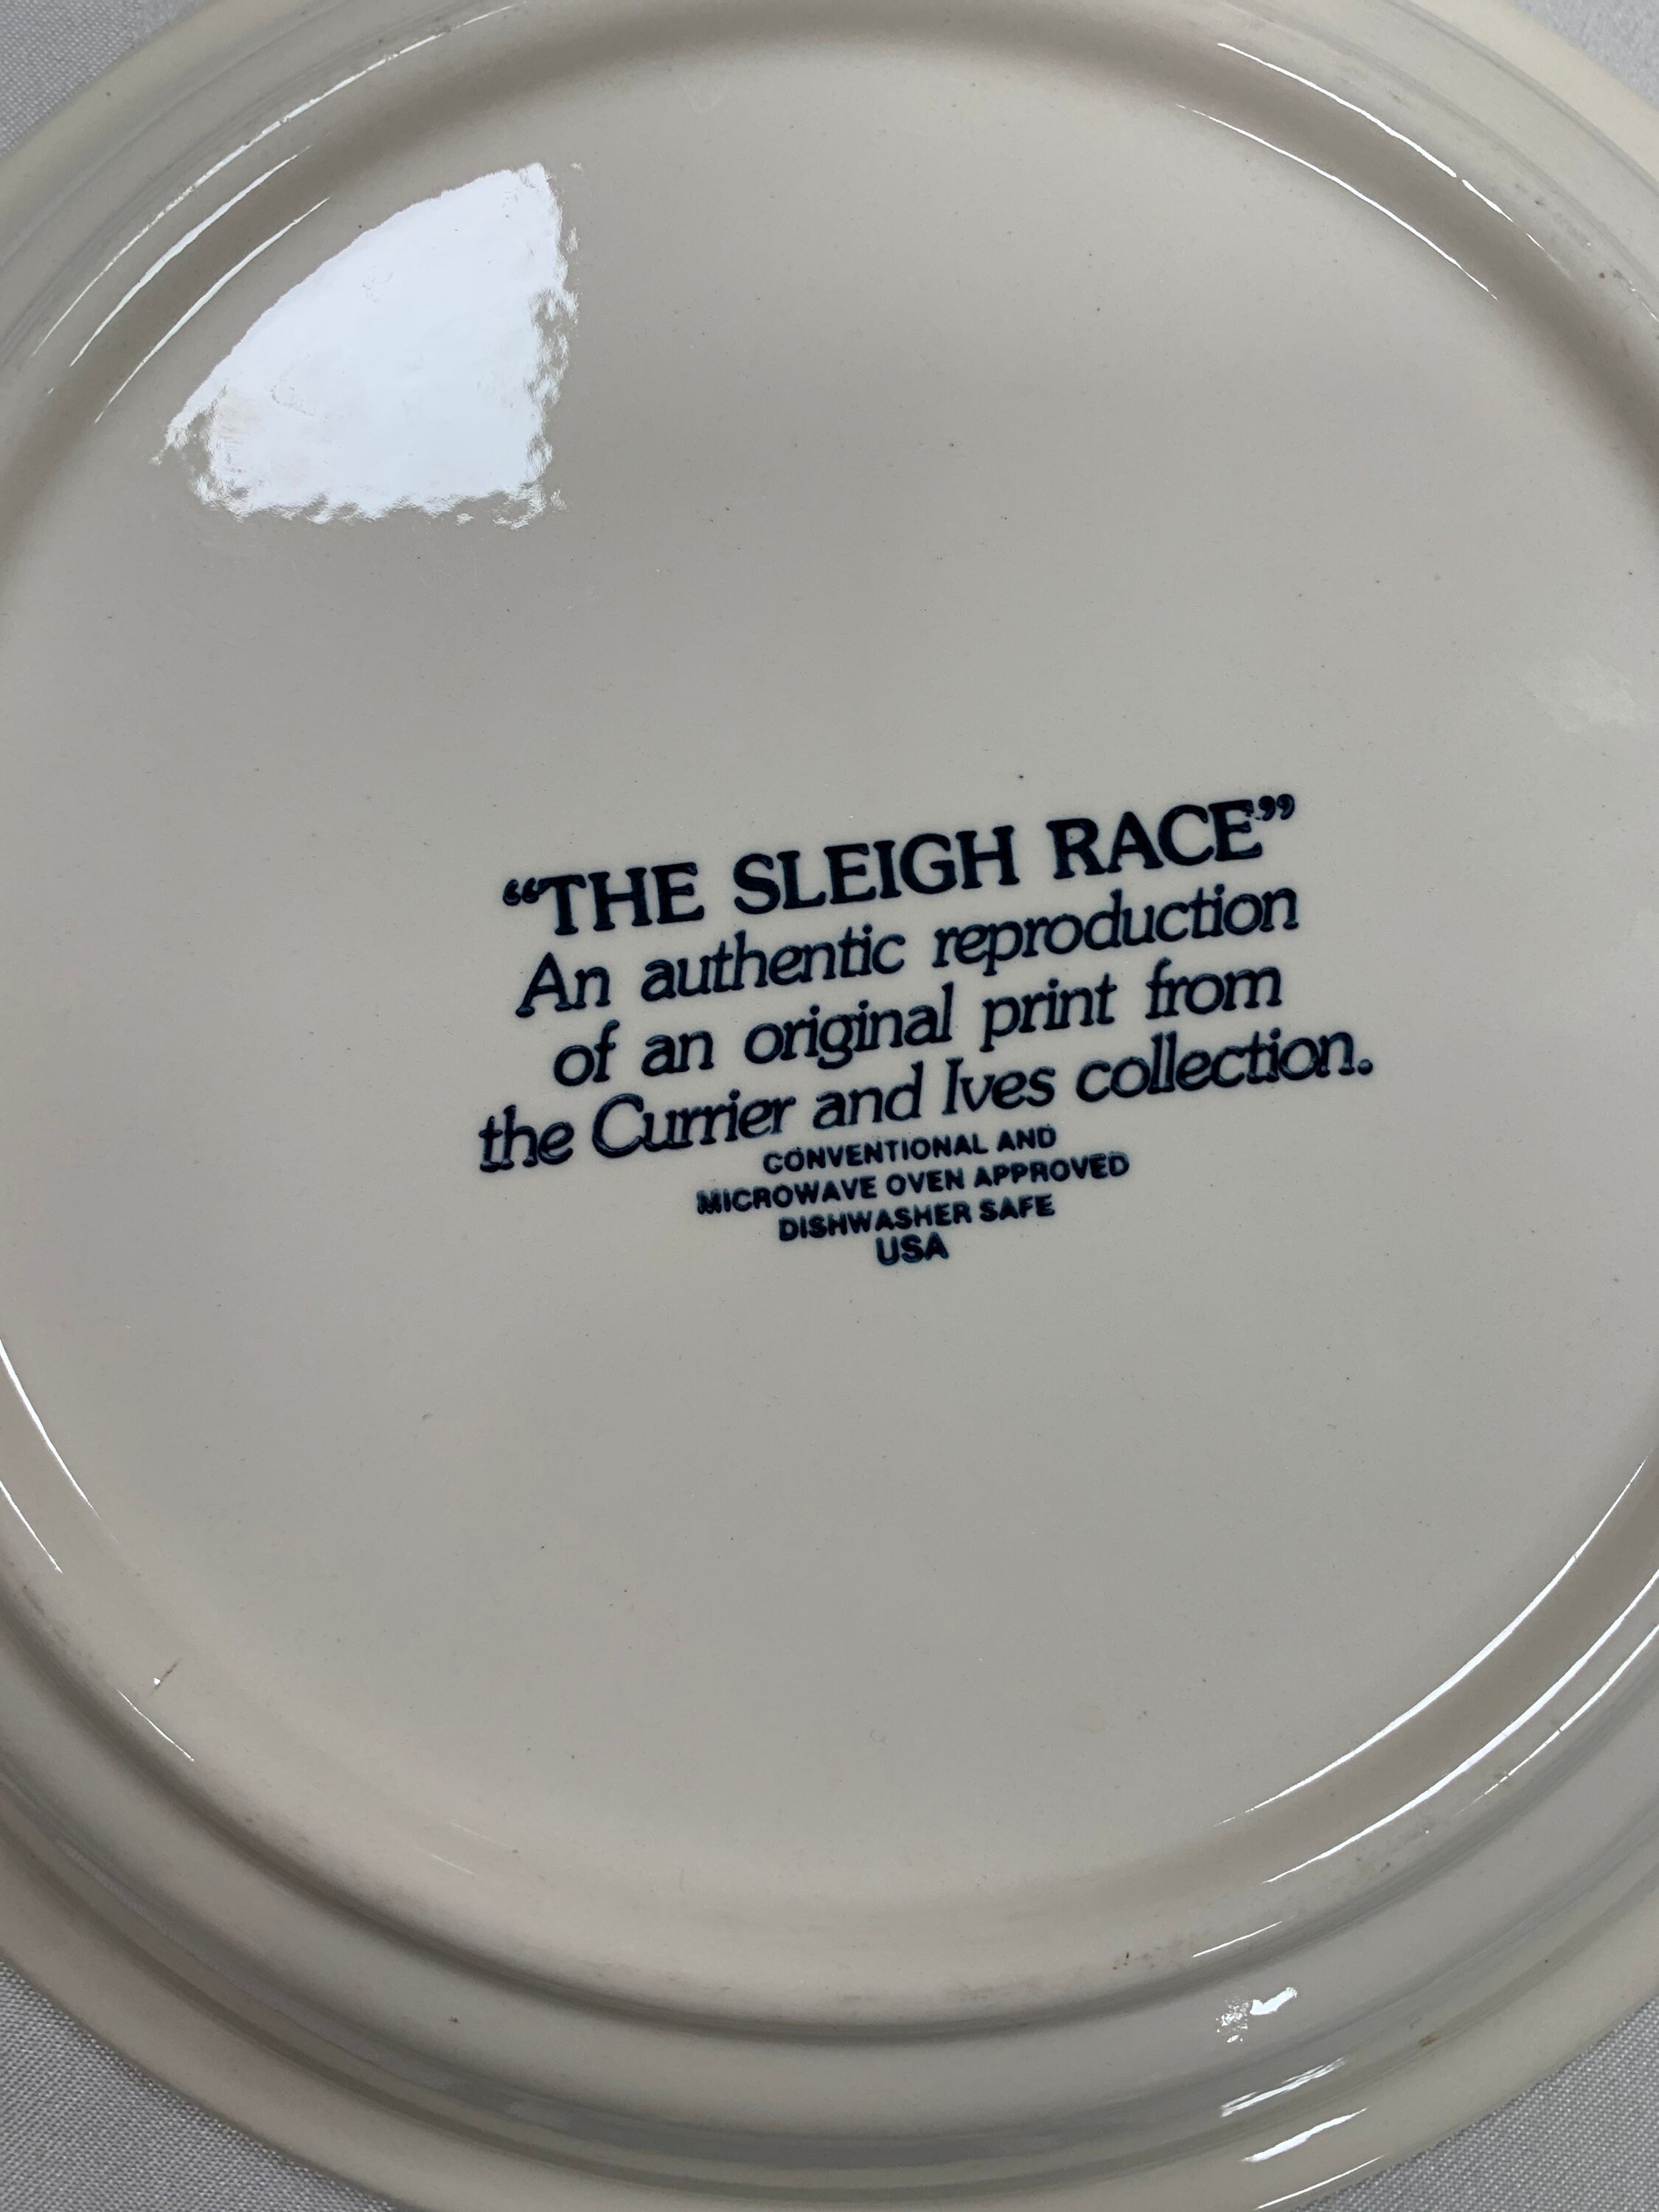 “THE SLEIGH RACE”
An authentic reproduction
of an original print from
the Currier and Ives collection.
CONVENTIONAL AND
MICROWAVE OVEN APPROVED
DISHWASHER SAFE
USA